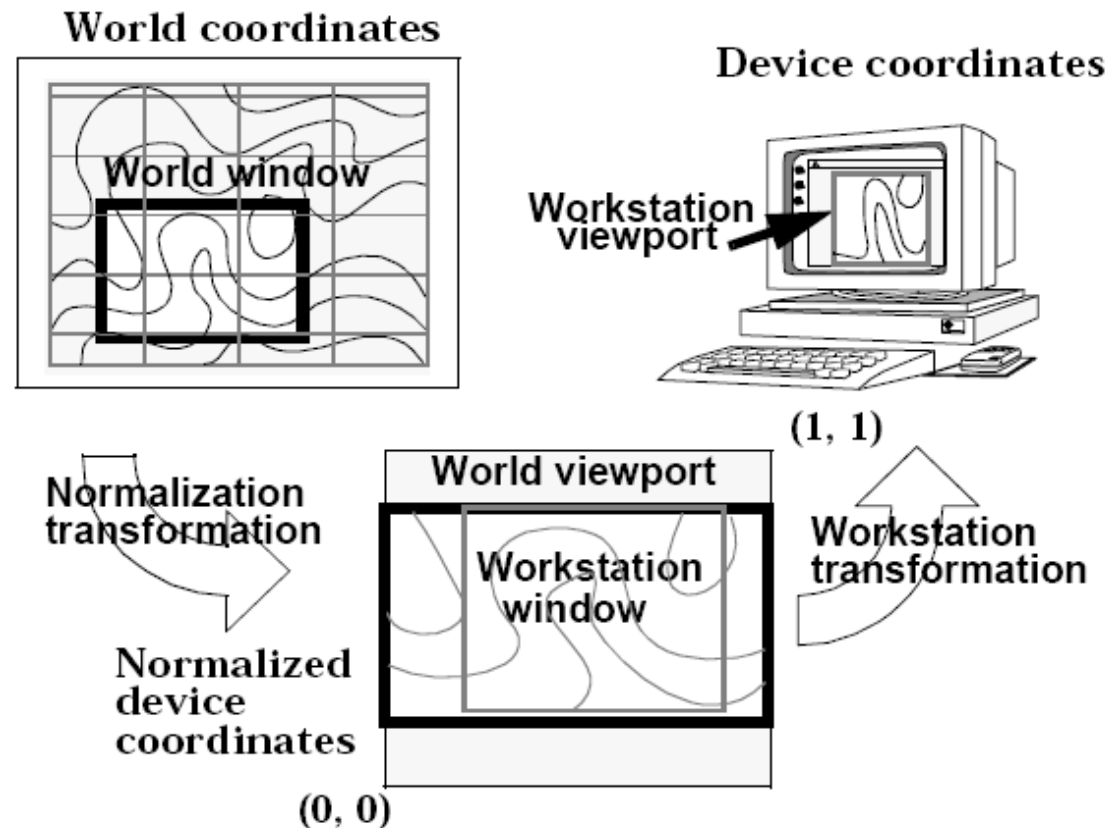 World coordinates
Device coordinates
World window
Workstation
viewport
(1, 1)
Normalization
transformation
World viewport
Workstation
window
Workstation
transformation
Normalized
device
coordinates
(0, 0)